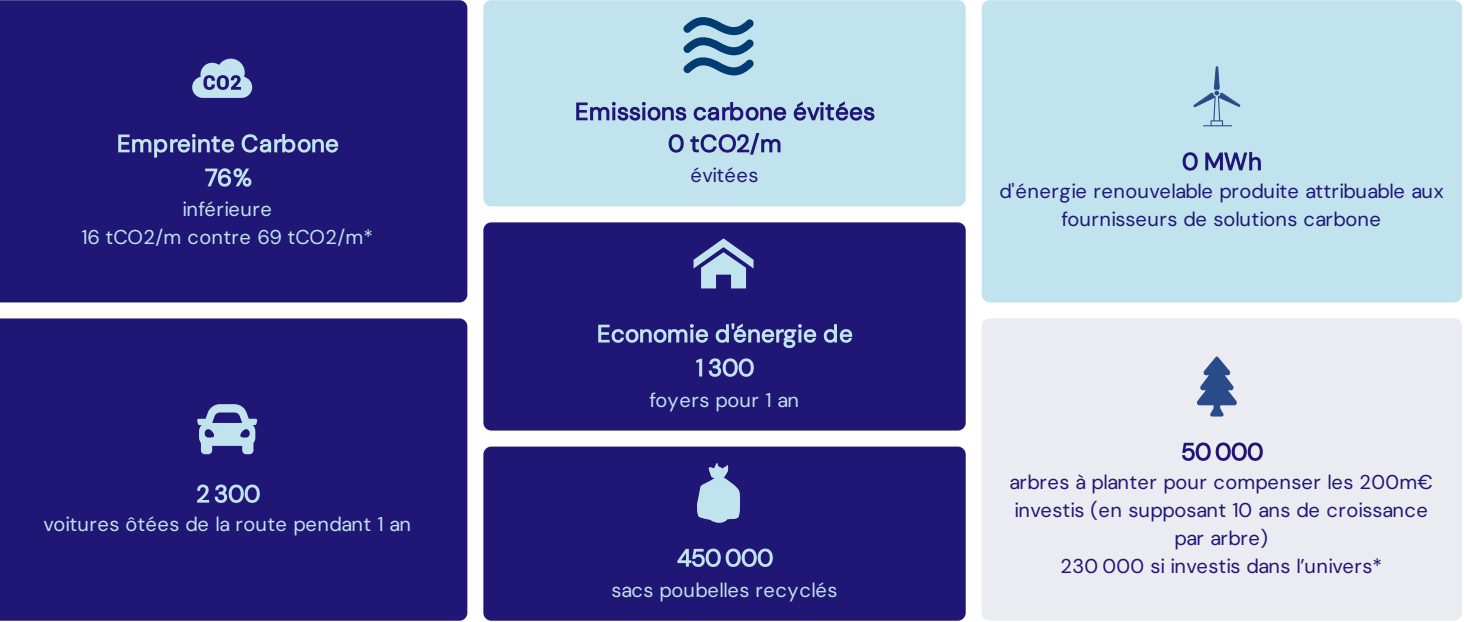 CO2
Empreinte Carbone
76%
inférieure
16 tCO2/m contre 69 tCO2/m*
2 300
voitures ôtées de la route pendant 1 an
Emissions carbone évitées
0 tCO2/m
évitées
Economie d'énergie de
1 300
foyers pour 1 an
450 000
sacs poubelles recyclés
0 MWh
d'énergie renouvelable produite attribuable aux
fournisseurs de solutions carbone
50 000
arbres à planter pour compenser les 200m€
investis (en supposant 10 ans de croissance
par arbre)
230 000 si investis dans l’univers*